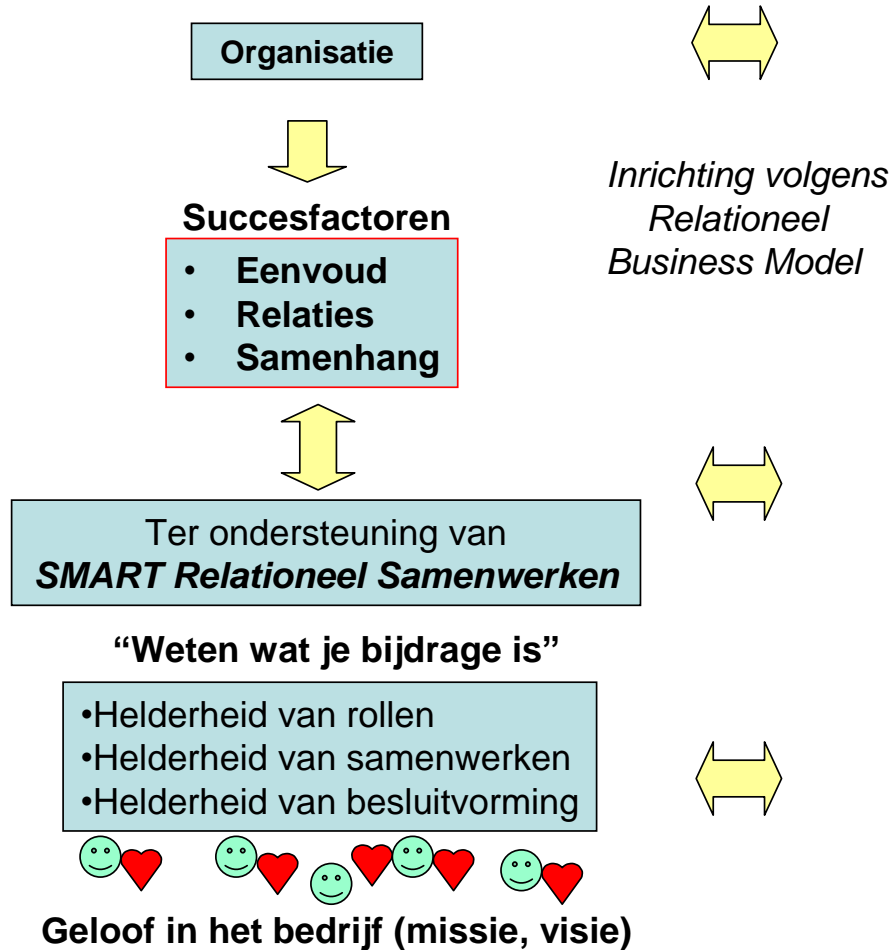 Organisatie
Succesfactoren
• Eenvoud
• Relaties
• Samenhang
Inrichting volgens
Relationeel
Business Model
Ter ondersteuning van
SMART Relationeel Samenwerken
“Weten wat je bijdrage is”
•Helderheid van rollen
•Helderheid van samenwerken
•Helderheid van besluitvorming
Geloof in het bedrijf (missie, visie)